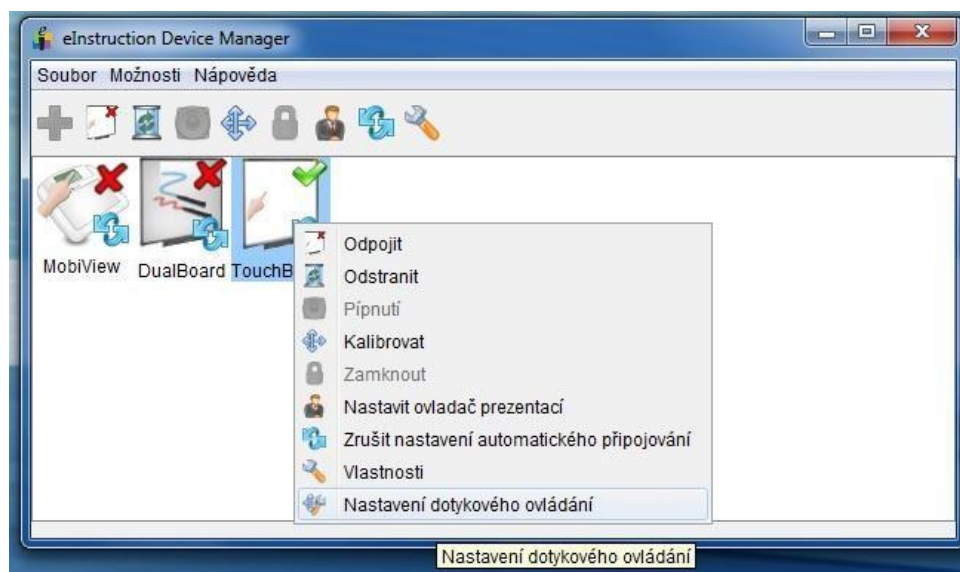 eInstruction Device Manager
Soubor Možnosti Nápověda
MobiView DualBoard TouchB
Odpojit
Odstranit
Pípnutí
Kalibrovat
Zamknout
Nastavit ovladač prezentací
Zrušit nastavení automatického připojování
Vlastnosti
Nastavení dotykového ovládání
Nastavení dotykového ovládání